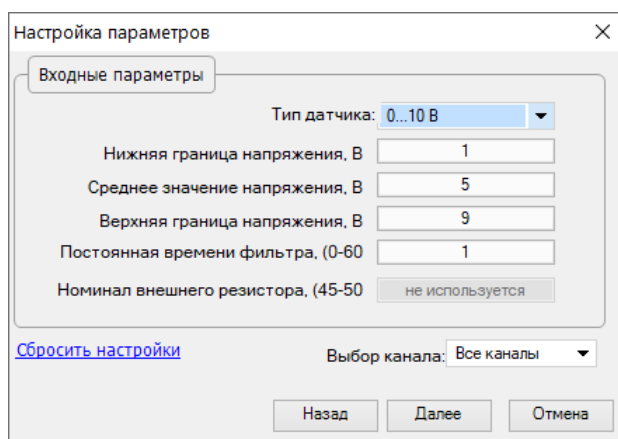 Настройка параметров
Входные параметры
Тип датчика: 0...10 В
Нижняя граница напряжения, В 1
Среднее значение напряжения, В 5
Верхняя граница напряжения, В 9
Постоянная времени фильтра, (0-60 1
Номинал внешнего резистора, (45-50 не используется
Сбросить настройки Выбор канала: Все каналы
Назад Далее Отмена